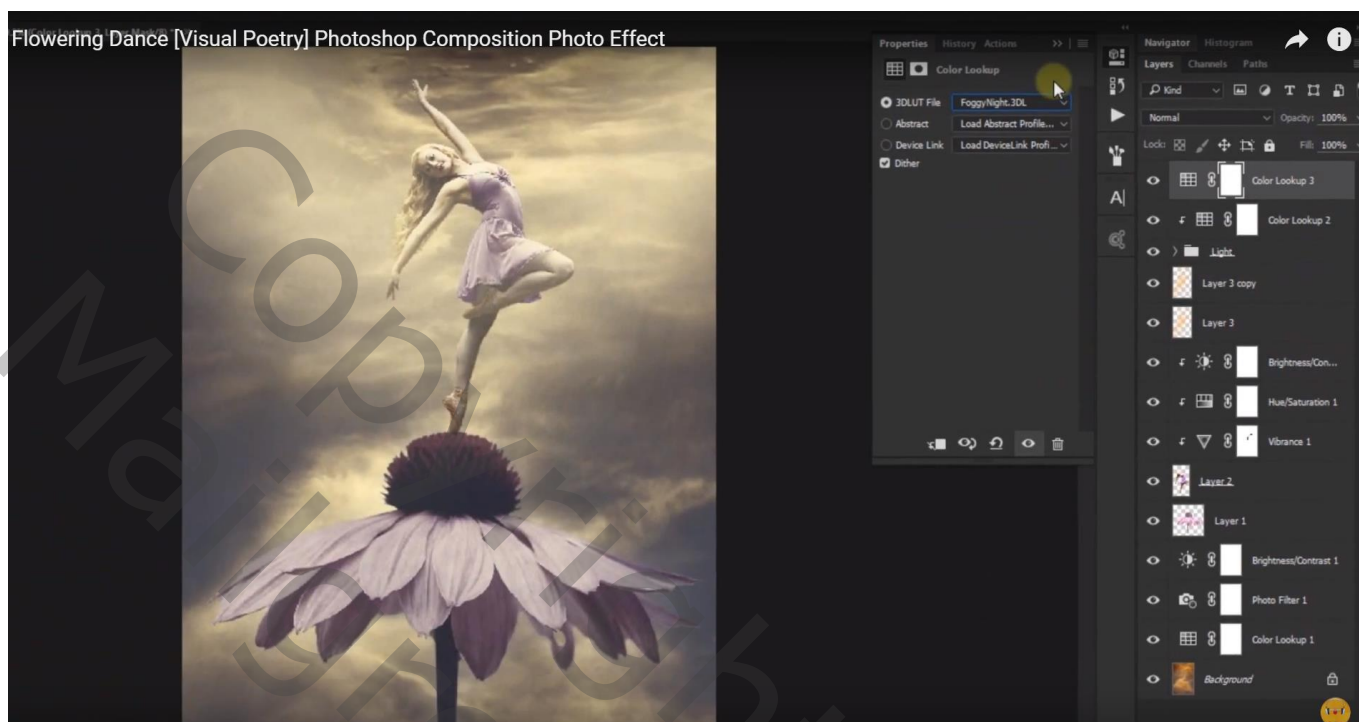 Flowering Dance [Visual Poetry] Photoshop Composition Photo Effect
Properties History Actions
Color Lookup
3DLUT File FoggyNight.3DL
Abstract Load Abstract Profile...
Device Link Load DeviceLink Profi...
Dither
Navigator Histogram
Layers Channels Paths
Kind
Normal Opacity: 100%
Lock: Fill: 100%
Color Lookup 3
Color Lookup 2
Light
Layer 3 copy
Layer 3
Brightness/Con...
Hue/Saturation 1
Vibrance 1
Layer 2
Layer 1
Brightness/Contrast 1
Photo Filter 1
Color Lookup 1
Background